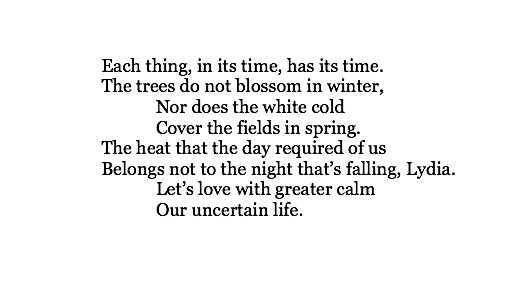 Each thing, in its time, has its time.
The trees do not blossom in winter,
Nor does the white cold
Cover the fields in spring.
The heat that the day required of us
Belongs not to the night that’s falling, Lydia.
Let’s love with greater calm
Our uncertain life.